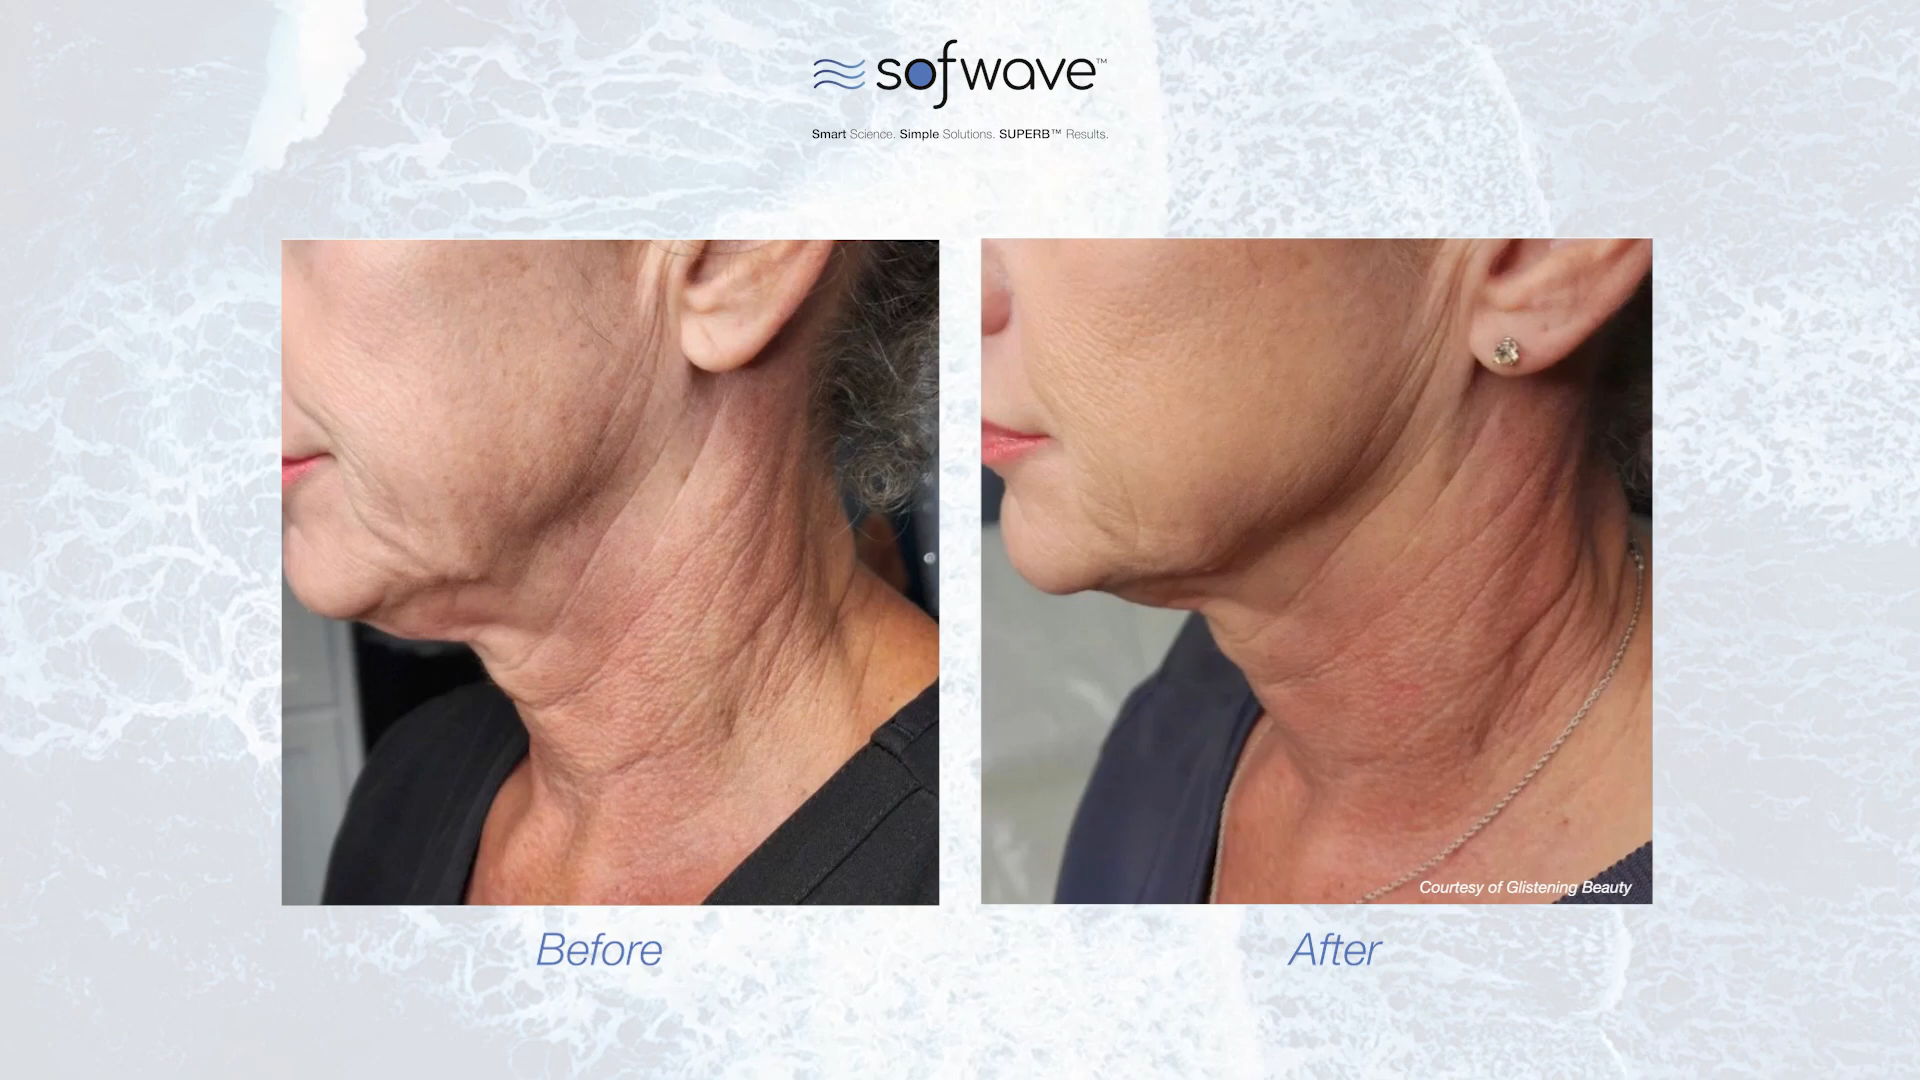 sofwave™
Smart Science. Simple Solutions. SUPERB™ Results.
Courtesy of Glistening Beauty
Before
After